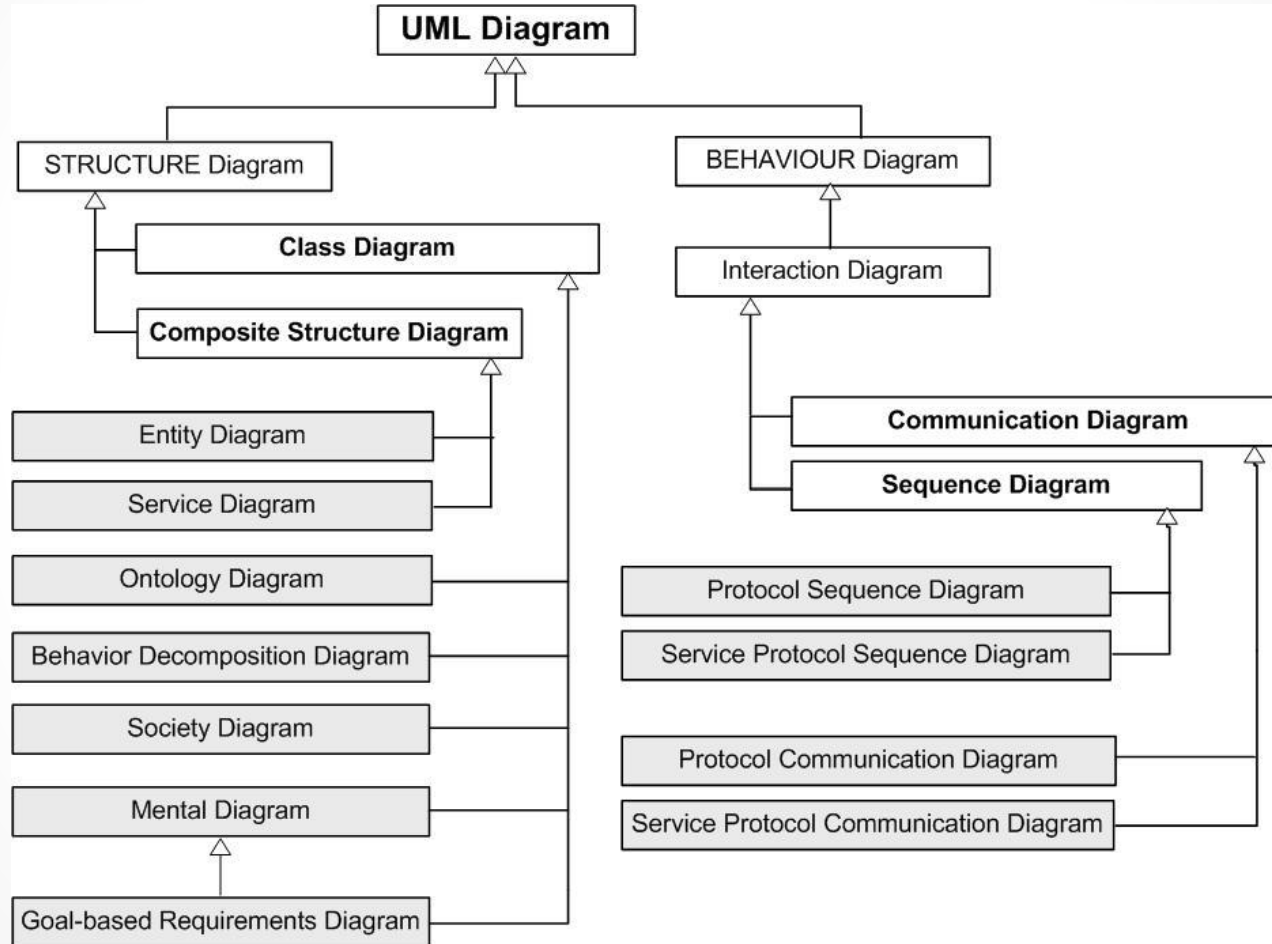 UML Diagram
STRUCTURE Diagram
BEHAVIOUR Diagram
Class Diagram
Interaction Diagram
Composite Structure Diagram
Entity Diagram
Communication Diagram
Service Diagram
Sequence Diagram
Ontology Diagram
Protocol Sequence Diagram
Behavior Decomposition Diagram
Service Protocol Sequence Diagram
Society Diagram
Protocol Communication Diagram
Mental Diagram
Service Protocol Communication Diagram
Goal-based Requirements Diagram